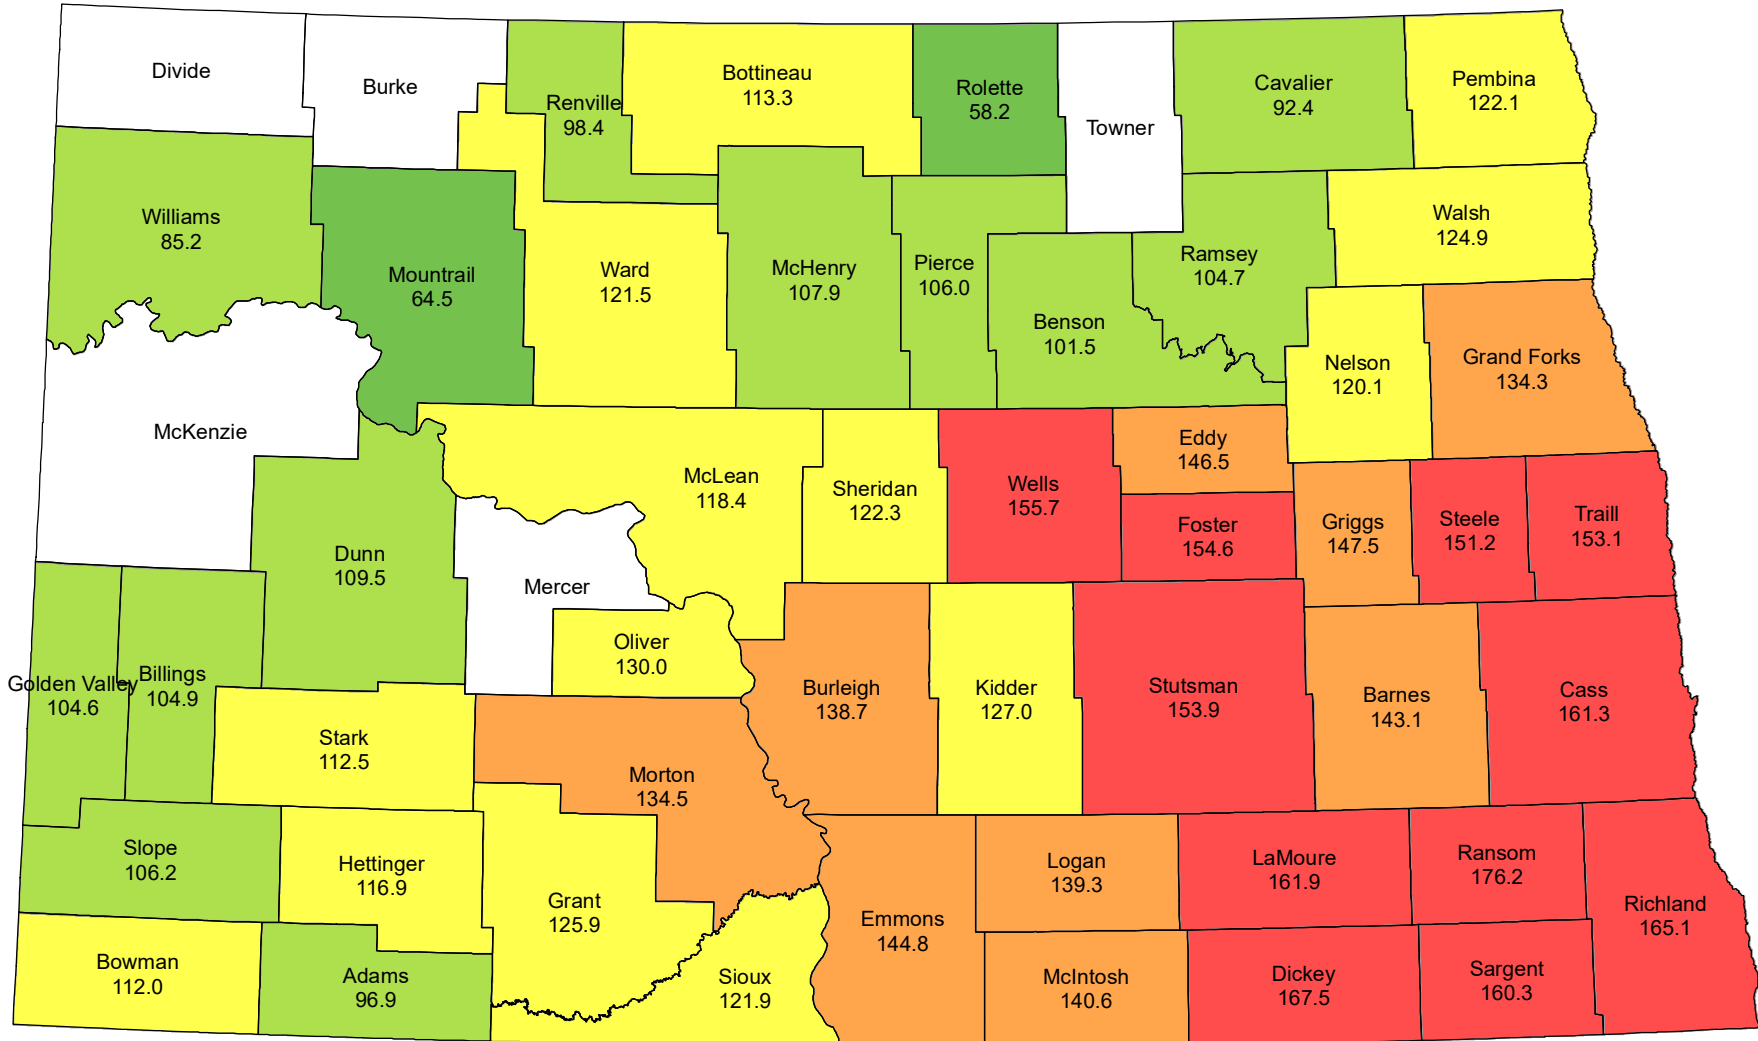 Divide
Burke
Renville
98.4
Bottineau
113.3
Rolette
58.2
Towner
Cavalier
92.4
Pembina
122.1
Williams
85.2
Mountrail
64.5
Ward
121.5
McHenry
107.9
Pierce
106.0
Benson
101.5
Ramsey
104.7
Walsh
124.9
Nelson
120.1
Grand Forks
134.3
McKenzie
Dunn
109.5
McLean
118.4
Sheridan
122.3
Wells
155.7
Eddy
146.5
Foster
154.6
Griggs
147.5
Steele
151.2
Traill
153.1
Mercer
Oliver
130.0
Golden Valley
104.6
Billings
104.9
Stark
112.5
Morton
134.5
Burleigh
138.7
Kidder
127.0
Stutsman
153.9
Barnes
143.1
Cass
161.3
Slope
106.2
Hettinger
116.9
Grant
125.9
Emmons
144.8
Logan
139.3
LaMoure
161.9
Ransom
176.2
Richland
165.1
Bowman
112.0
Adams
96.9
Sioux
121.9
McIntosh
140.6
Dickey
167.5
Sargent
160.3